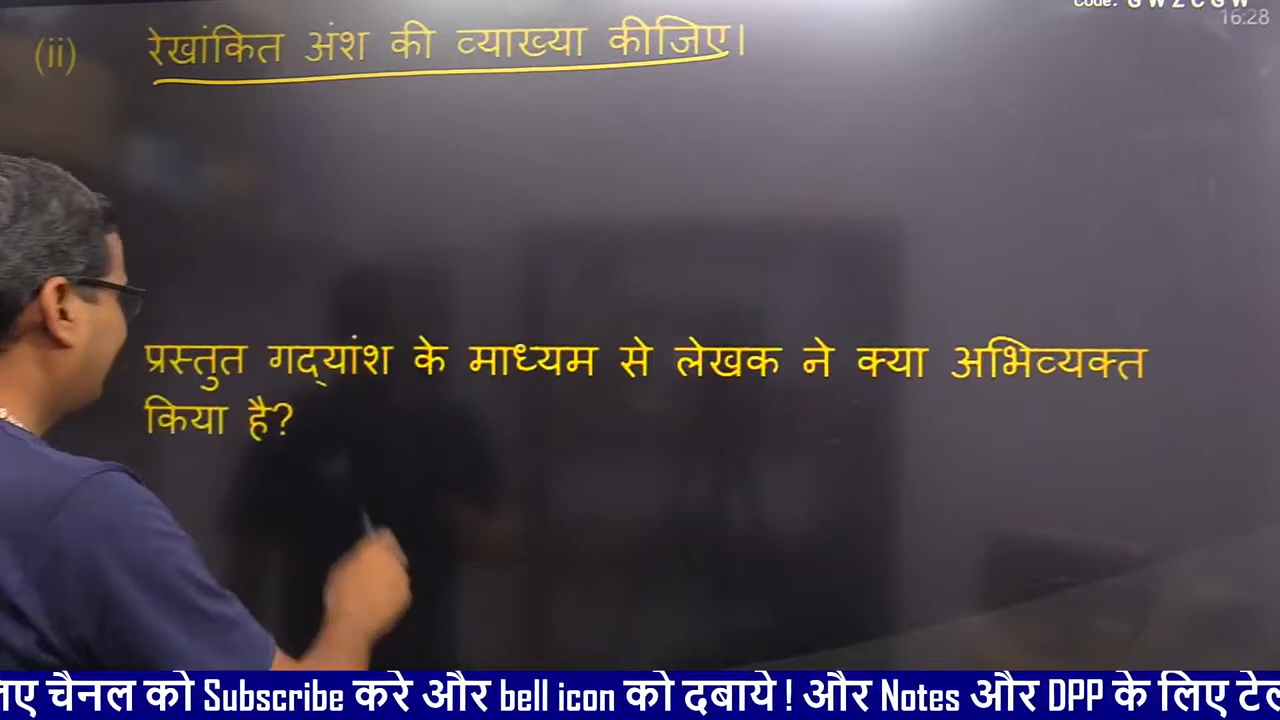 Code: G W Z C G W
16:28
(ii) रेखांकित अंश की व्याख्या कीजिए।
प्रस्तुत गद्यांश के माध्यम से लेखक ने क्या अभिव्यक्त
किया है?
चैनल को Subscribe करे और bell icon को दबाये ! और Notes और DPP के लिए